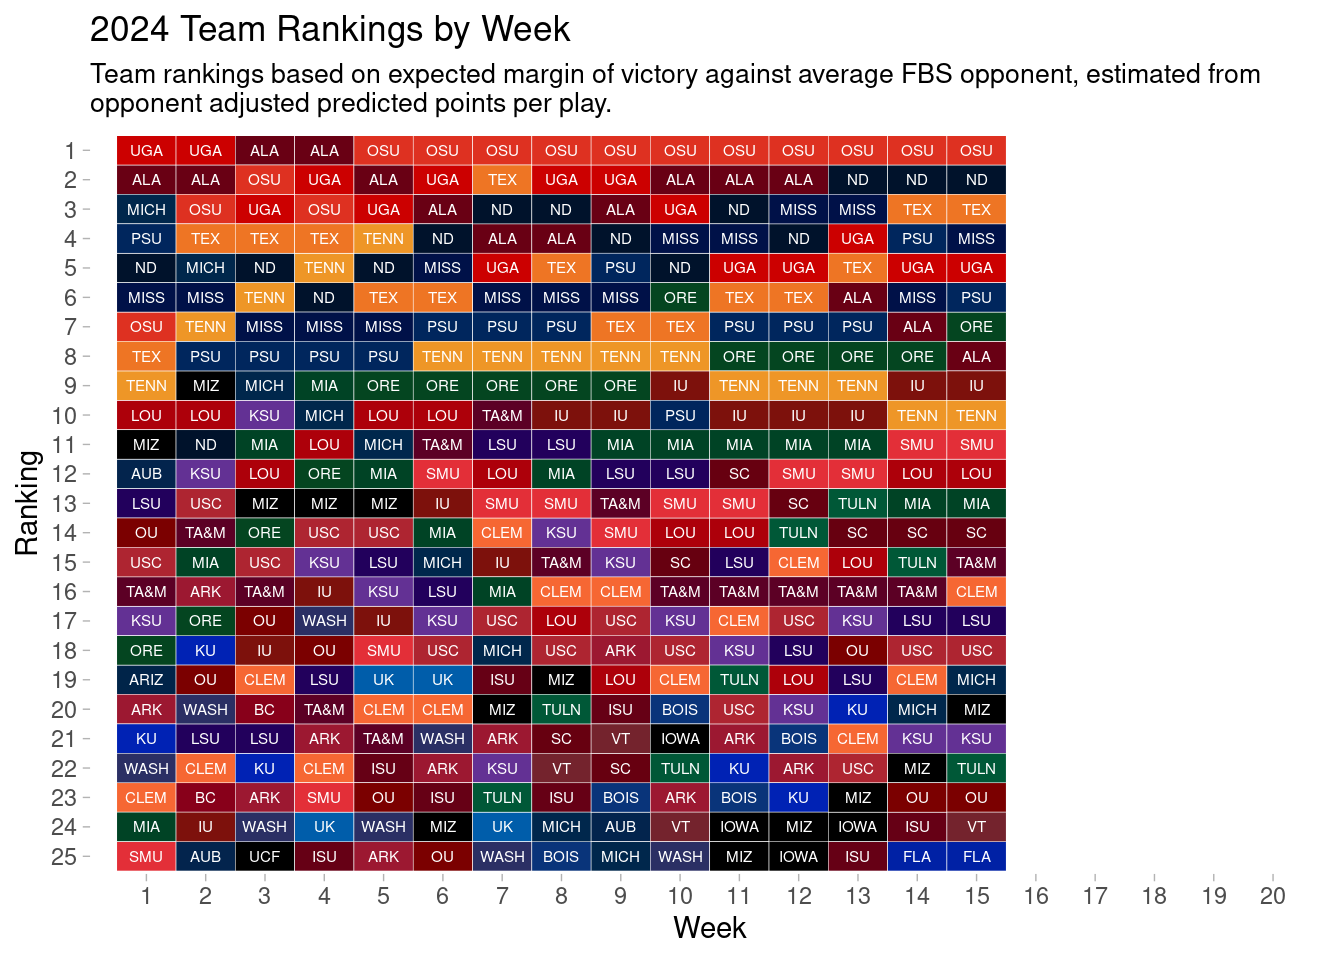 2024 Team Rankings by Week
Team rankings based on expected margin of victory against average FBS opponent, estimated from
opponent adjusted predicted points per play.
Ranking
1 UGA UGA ALA ALA OSU OSU OSU OSU OSU OSU OSU OSU OSU OSU OSU
2 ALA ALA OSU UGA ALA UGA TEX UGA UGA ALA ALA ALA ND ND ND
3 MICH OSU UGA OSU UGA ALA ND ND ALA UGA ND MISS MISS TEX TEX
4 PSU TEX TEX TEX TENN ND ALA ALA ND MISS MISS ND UGA PSU MISS
5 ND MICH ND TENN ND MISS UGA TEX PSU ND UGA UGA TEX UGA UGA
6 MISS MISS TENN ND TEX TEX MISS MISS MISS ORE TEX TEX ALA MISS PSU
7 OSU TENN MISS MISS MISS PSU PSU PSU TEX TEX PSU PSU PSU ALA ORE
8 TEX PSU PSU PSU PSU TENN TENN TENN TENN TENN ORE ORE ORE ORE ALA
9 TENN MIZ MICH MIA ORE ORE ORE ORE ORE IU TENN TENN TENN IU IU
10 LOU LOU KSU MICH LOU LOU TA&M IU IU PSU IU IU IU TENN TENN
11 MIZ ND MIA LOU MICH TA&M LSU LSU MIA MIA MIA MIA MIA SMU SMU
12 AUB KSU LOU ORE MIA SMU LOU MIA LSU LSU SC SMU SMU LOU LOU
13 LSU USC MIZ MIZ MIZ IU SMU SMU TA&M SMU SMU SC TULN MIA MIA
14 OU TA&M ORE USC USC MIA CLEM KSU SMU LOU LOU TULN SC SC SC
15 USC MIA USC KSU LSU MICH IU TA&M KSU SC LSU CLEM LOU TULN TA&M
16 TA&M ARK TA&M IU KSU LSU MIA CLEM CLEM TA&M TA&M TA&M TA&M TA&M CLEM
17 KSU ORE OU WASH IU KSU USC LOU USC KSU CLEM USC KSU LSU LSU
18 ORE KU IU OU SMU USC MICH USC ARK USC KSU LSU OU USC USC
19 ARIZ OU CLEM LSU UK UK ISU MIZ LOU CLEM TULN LOU LSU CLEM MICH
20 ARK WASH BC TA&M CLEM CLEM MIZ TULN ISU BOIS USC KSU KU MICH MIZ
21 KU LSU LSU ARK TA&M WASH ARK SC VT IOWA ARK BOIS CLEM KSU KSU
22 WASH CLEM KU CLEM ISU ARK KSU VT SC TULN KU ARK USC MIZ TULN
23 CLEM BC ARK SMU OU ISU TULN ISU BOIS ARK BOIS KU MIZ OU OU
24 MIA IU WASH UK WASH MIZ UK MICH AUB VT IOWA MIZ IOWA ISU VT
25 SMU AUB UCF ISU ARK OU WASH BOIS MICH WASH MIZ IOWA ISU FLA FLA
1 2 3 4 5 6 7 8 9 10 11 12 13 14 15 16 17 18 19 20
Week